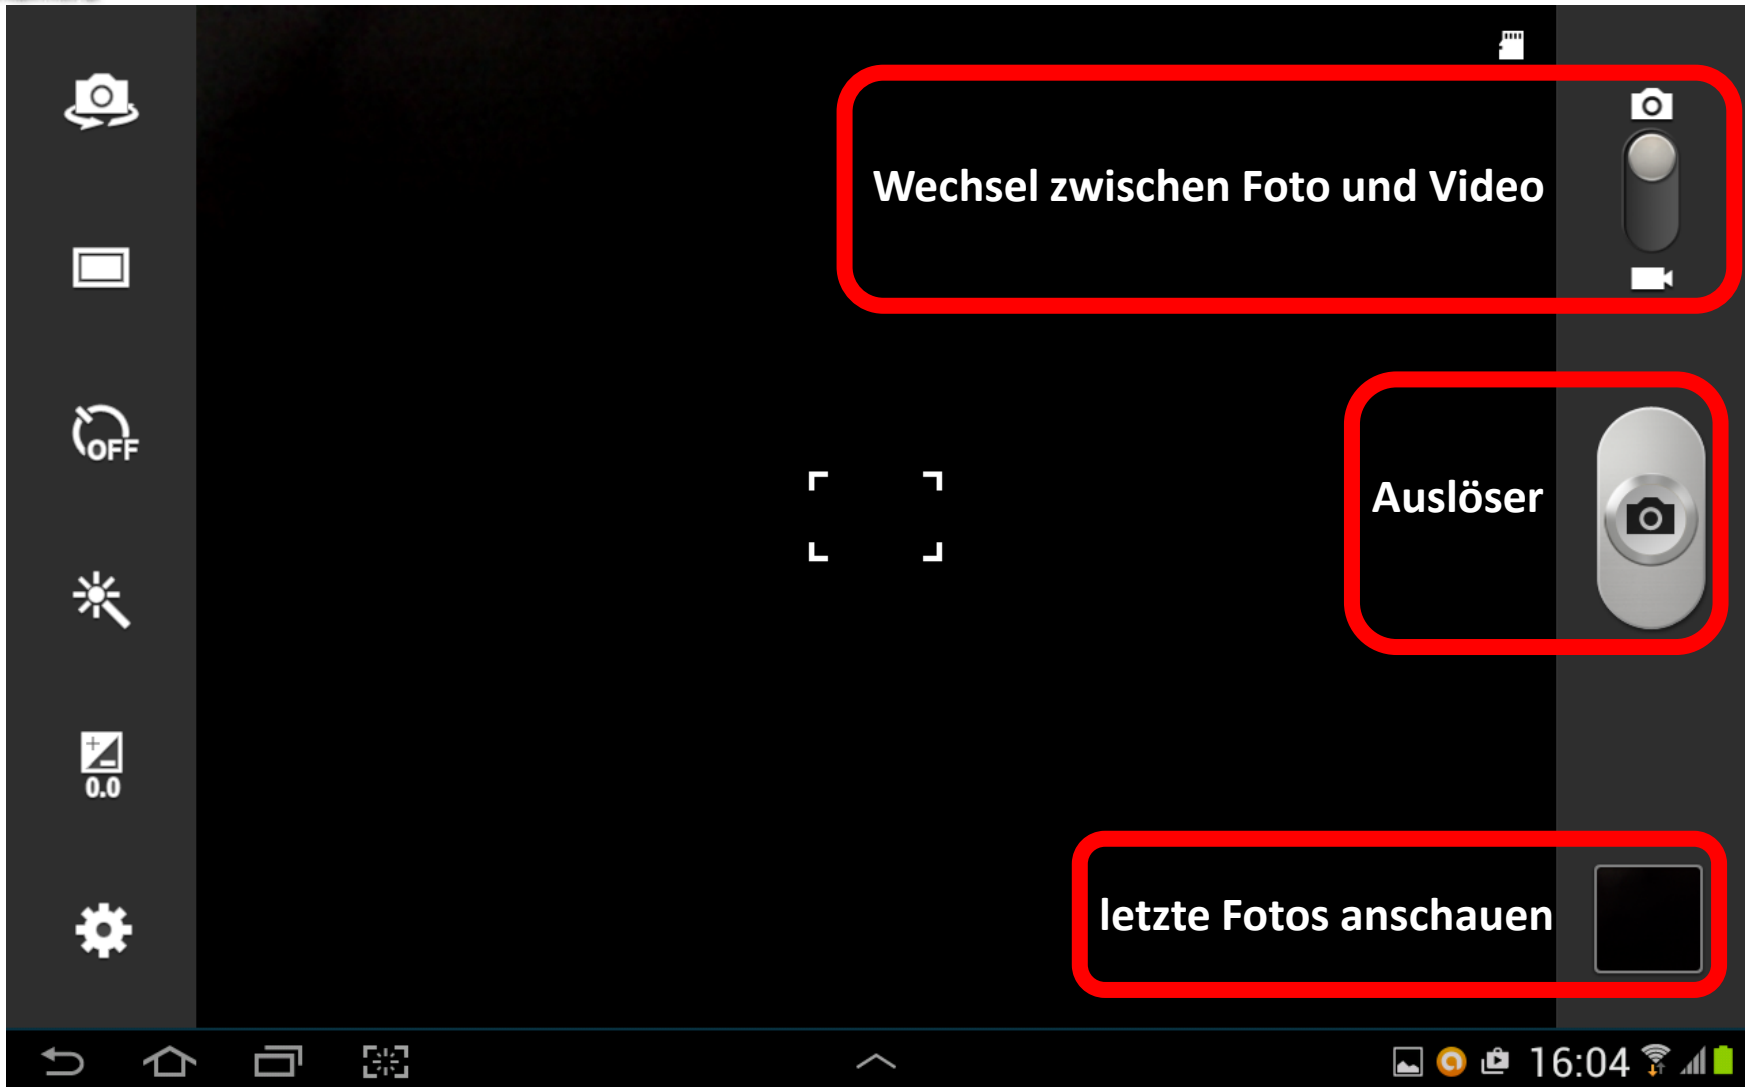 Wechsel zwischen Foto und Video
OFF
Auslöser
0.0
letzte Fotos anschauen
16:04